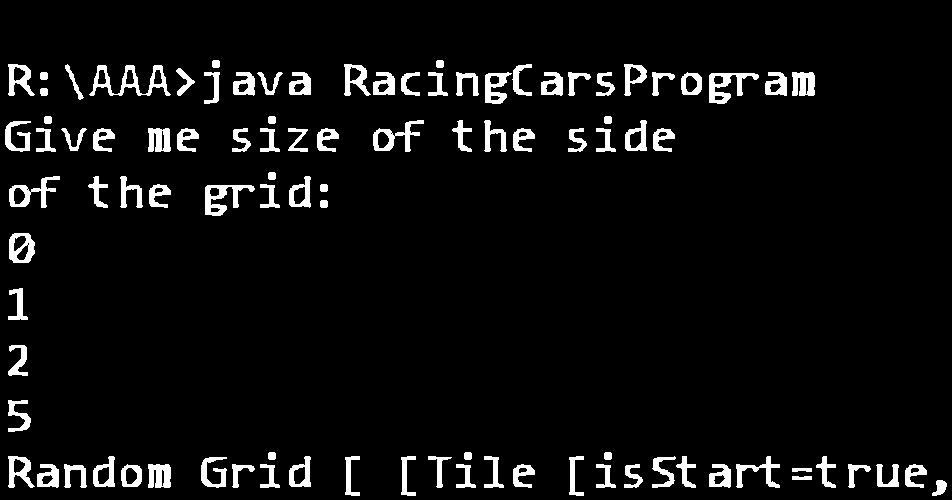 R:\AAA>java RacingCarsProgram
Give me size of the side
of the grid:
0
1
2
5
Random Grid [ [Tile [isStart=true,